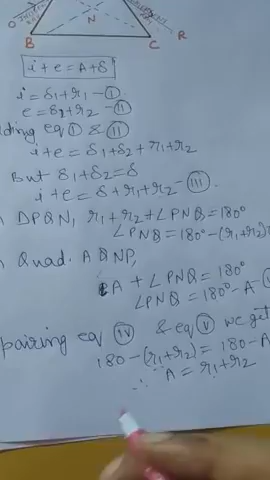 O N
B C R
i + e = A + δ
i = δ1 + r1 - Ⓘ
e = δ2 + r2 - Ⓘ Ⓘ
ding eq Ⓘ & ⓘⓘ
i + e = δ1 + δ2 + r1 + r2
But δ1 + δ2 = δ
i + e = δ + r1 + r2 - III
n ΔPQN, r1 + r2 + ∠PNQ = 180°
∠PNQ = 180° - (r1 + r2)
Quad. AQNP,
A + ∠PNQ = 180°
∠PNQ = 180° - A
paring eq IV & eq V we get
180 - (r1 + r2) = 180 - A
∴ A = r1 + r2